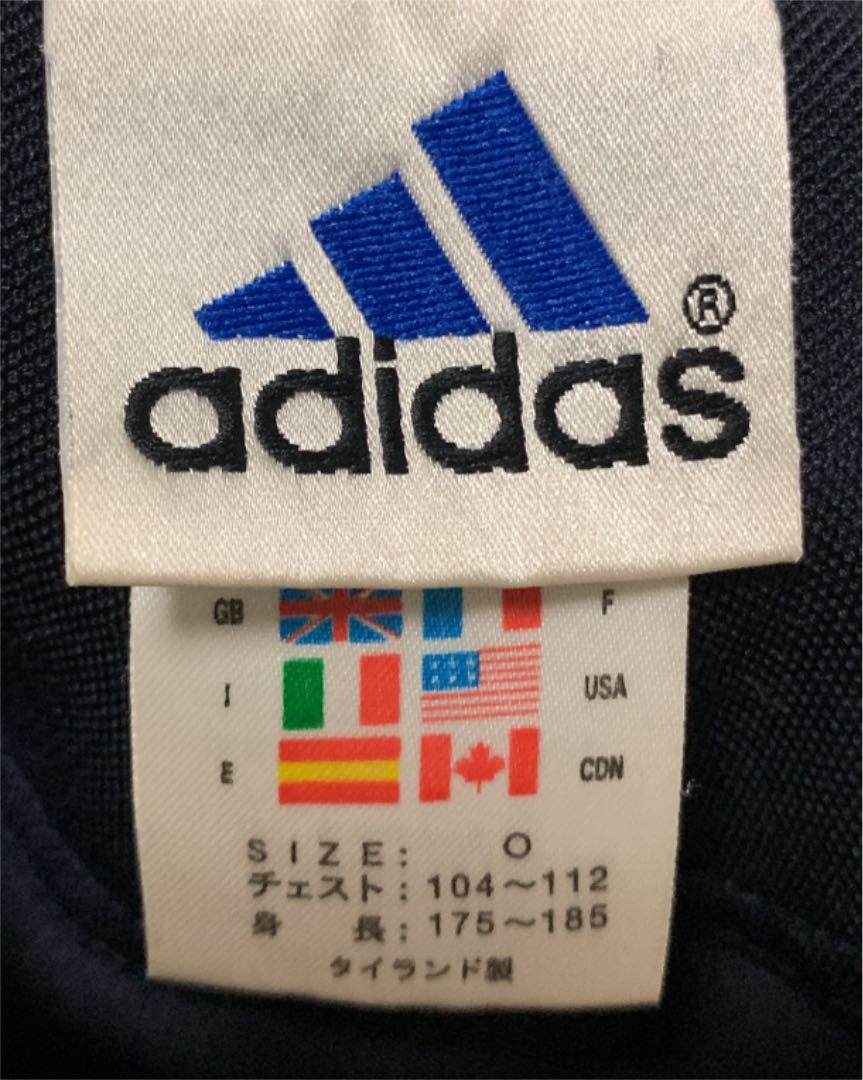 adidas®
GB F
I USA
E CDN
SIZE: O
チェスト:104~112
身 長:175~185
タイランド製